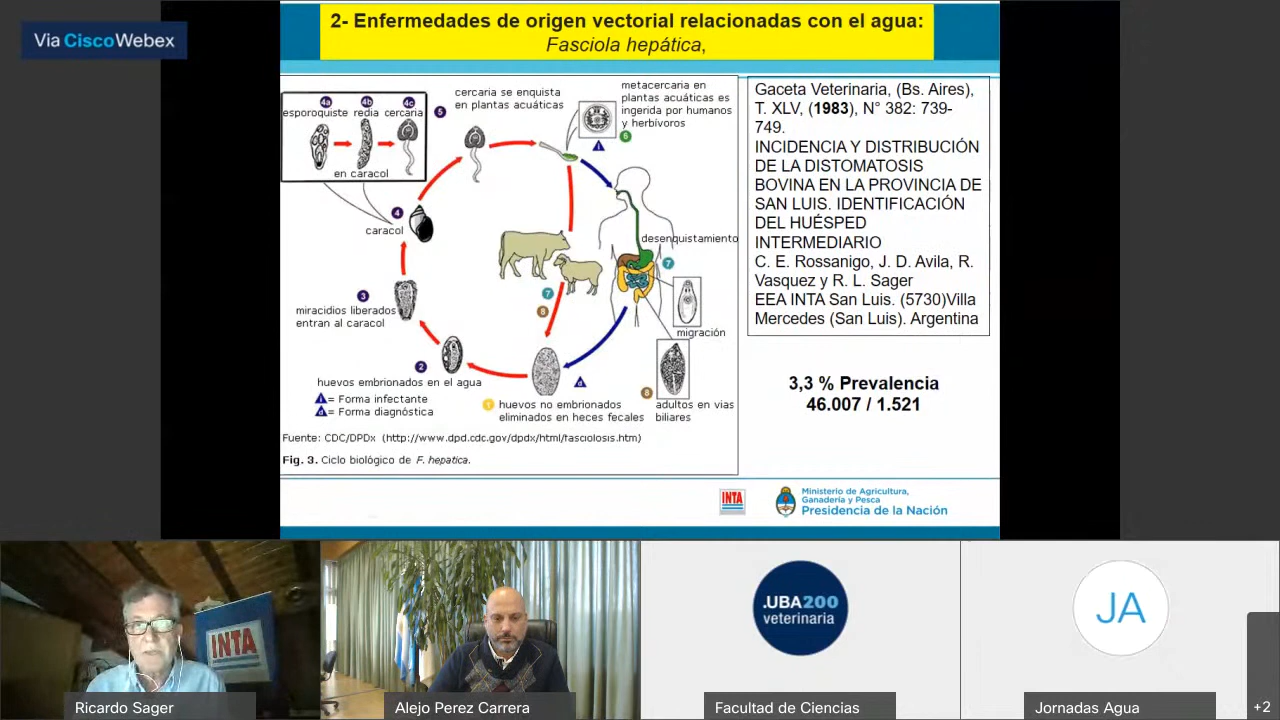 Via Cisco Webex
2- Enfermedades de origen vectorial relacionadas con el agua:
Fasciola hepática,
4a
4b
4c
esporoquiste redia cercaria
en caracol
5
cercaria se enquista
en plantas acuáticas
metacercaria en
plantas acuáticas es
ingerida por humanos
y herbívoros
6
i
4
caracol
desenquistamiento
7
7
8
3
miracidios liberados
entran al caracol
migración
2
huevos embrionados en el agua
d
i = Forma infectante
d = Forma diagnóstica
1 huevos no embrionados
eliminados en heces fecales
8 adultos en vias
biliares
Fuente: CDC/DPDx (http://www.dpd.cdc.gov/dpdx/html/fasciolosis.htm)
Fig. 3. Ciclo biológico de F. hepatica.
Gaceta Veterinaria, (Bs. Aires),
T. XLV, (1983), N° 382: 739-
749.
INCIDENCIA Y DISTRIBUCIÓN
DE LA DISTOMATOSIS
BOVINA EN LA PROVINCIA DE
SAN LUIS. IDENTIFICACIÓN
DEL HUÉSPED
INTERMEDIARIO
C. E. Rossanigo, J. D. Avila, R.
Vasquez y R. L. Sager
EEA INTA San Luis. (5730)Villa
Mercedes (San Luis). Argentina
3,3 % Prevalencia
46.007 / 1.521
INTA
Ministerio de Agricultura,
Ganadería y Pesca
Presidencia de la Nación
INTA
.UBA200
veterinaria
JA
Ricardo Sager
Alejo Perez Carrera
Facultad de Ciencias
Jornadas Agua
+2